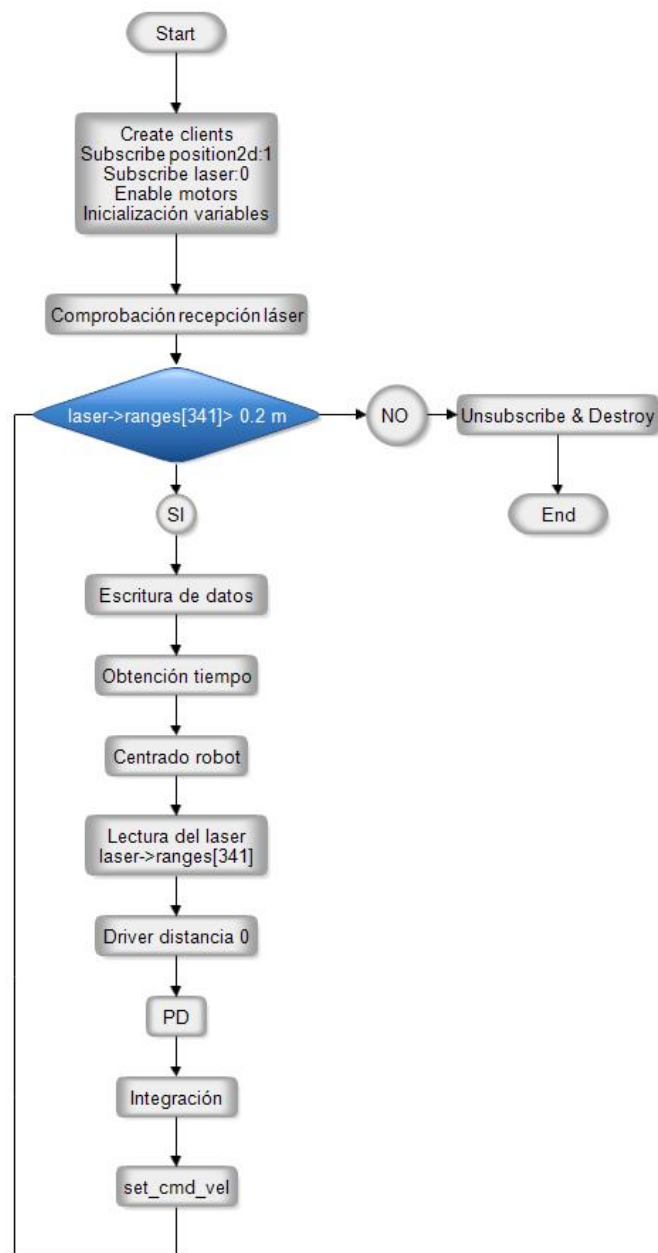 Start
Create clients
Subscribe position2d:1
Subscribe laser:0
Enable motors
Inicialización variables
Comprobación recepción láser
laser->ranges[341]> 0.2 m
NO
Unsubscribe & Destroy
End
SI
Escritura de datos
Obtención tiempo
Centrado robot
Lectura del laser
laser->ranges[341]
Driver distancia 0
PD
Integración
set_cmd_vel